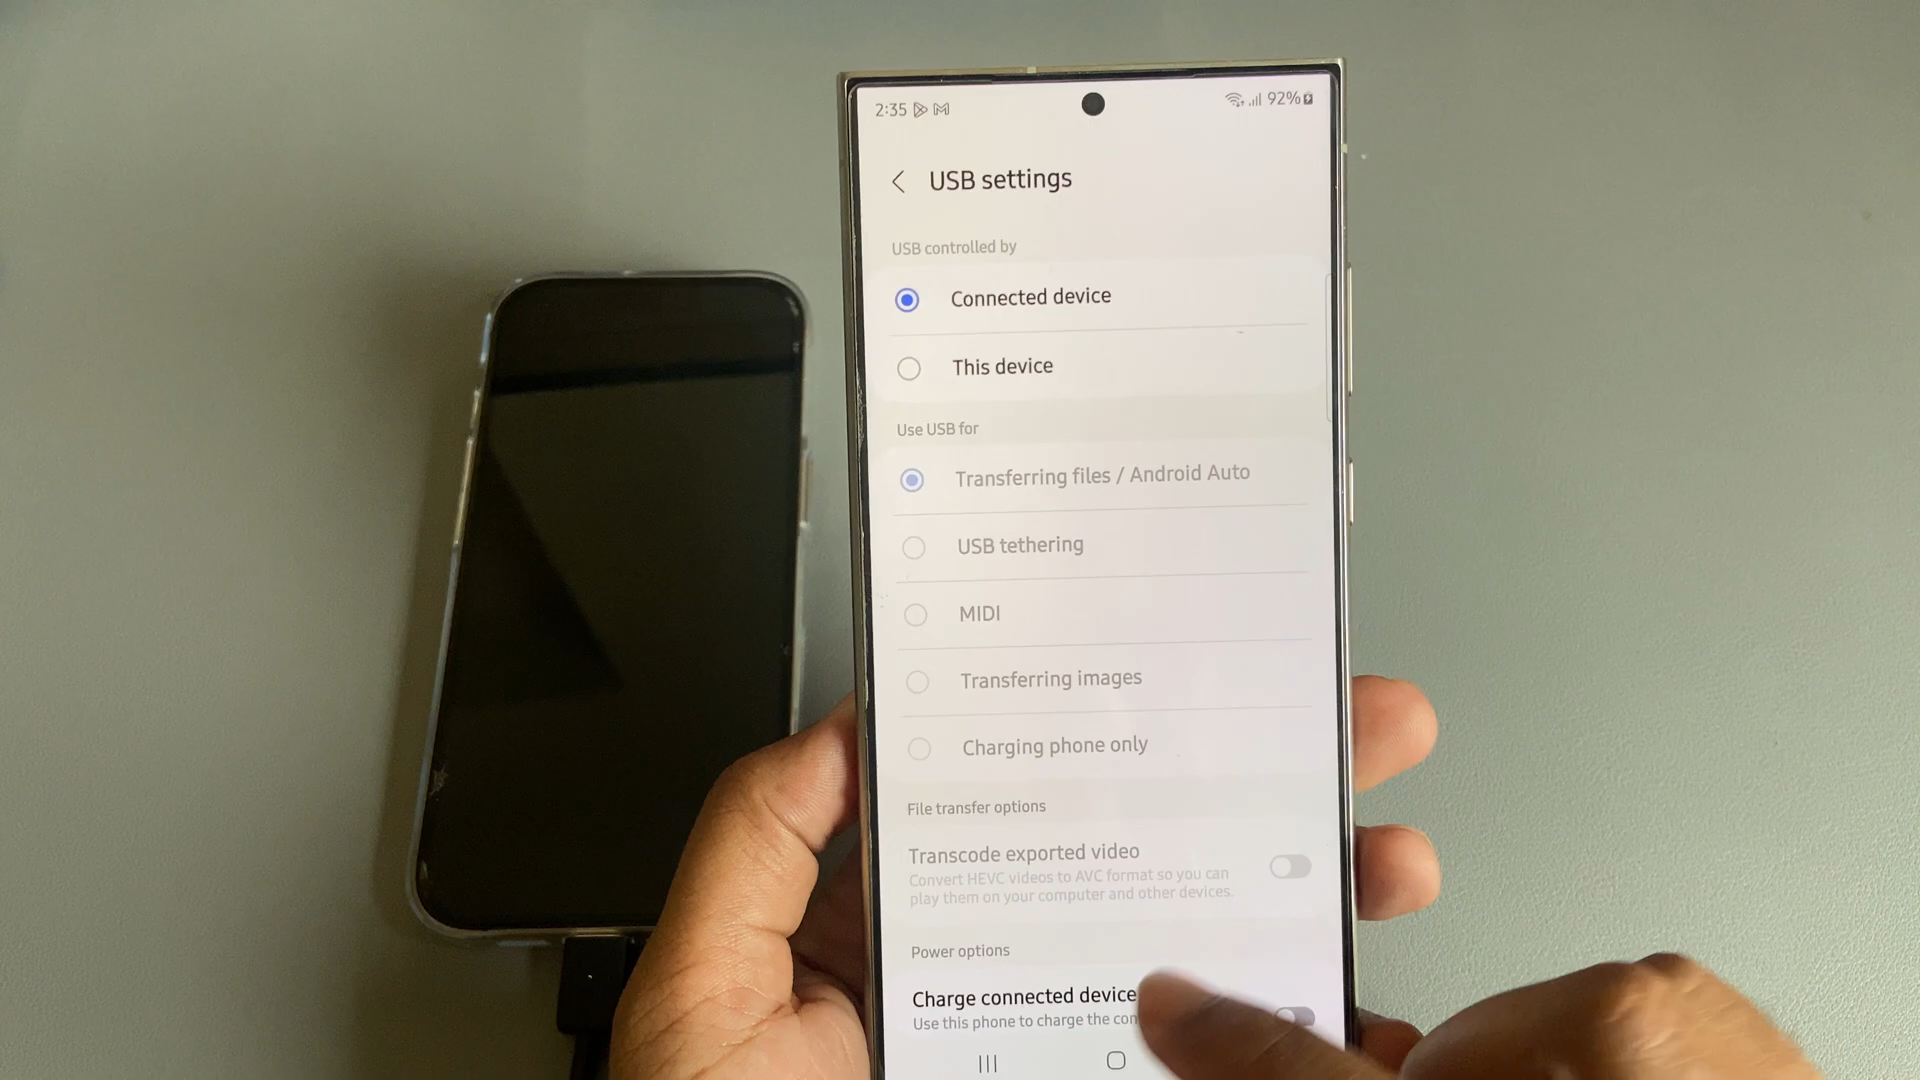 2:35
92%
USB settings
USB controlled by
Connected device
This device
Use USB for
Transferring files / Android Auto
USB tethering
MIDI
Transferring images
Charging phone only
File transfer options
Transcode exported video
Convert HEVC videos to AVC format so you can
play them on your computer and other devices.
Power options
Charge connected device
Use this phone to charge the